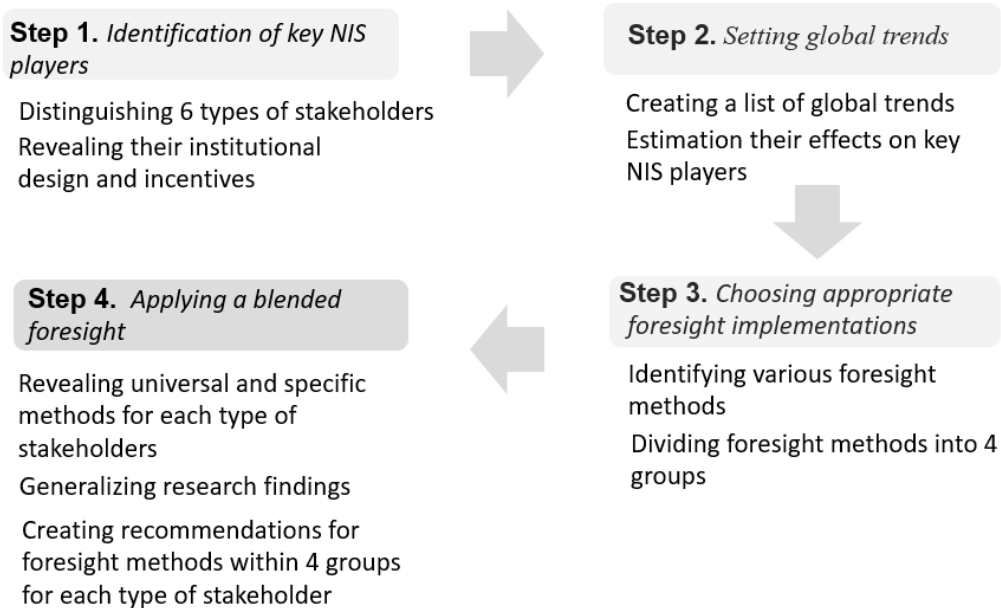 Step 1. Identification of key NIS
players
Distinguishing 6 types of stakeholders
Revealing their institutional
design and incentives
Step 2. Setting global trends
Creating a list of global trends
Estimation their effects on key
NIS players
Step 3. Choosing appropriate
foresight implementations
Identifying various foresight
methods
Dividing foresight methods into 4
groups
Step 4. Applying a blended
foresight
Revealing universal and specific
methods for each type of
stakeholders
Generalizing research findings
Creating recommendations for
foresight methods within 4 groups
for each type of stakeholder